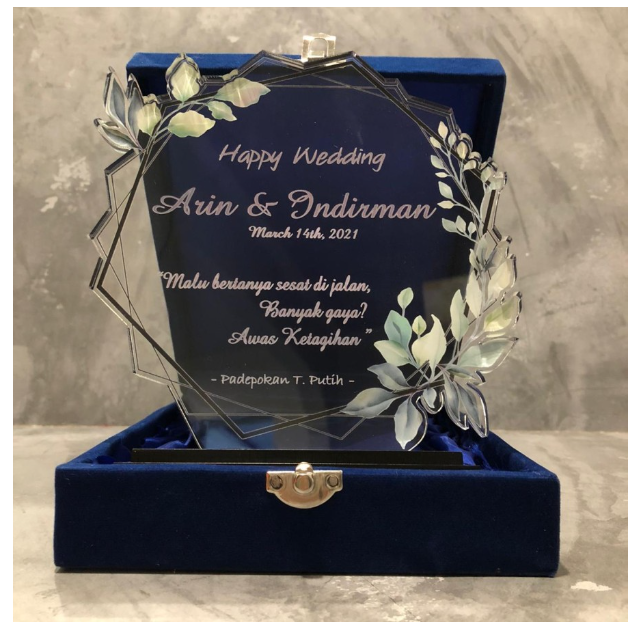 Happy Wedding
Arin & Indirman
March 14th, 2021
"Malu bertanya sesat di jalan,
Banyak gaya?
Awas Ketagihan"
- Padepokan T. Putih -